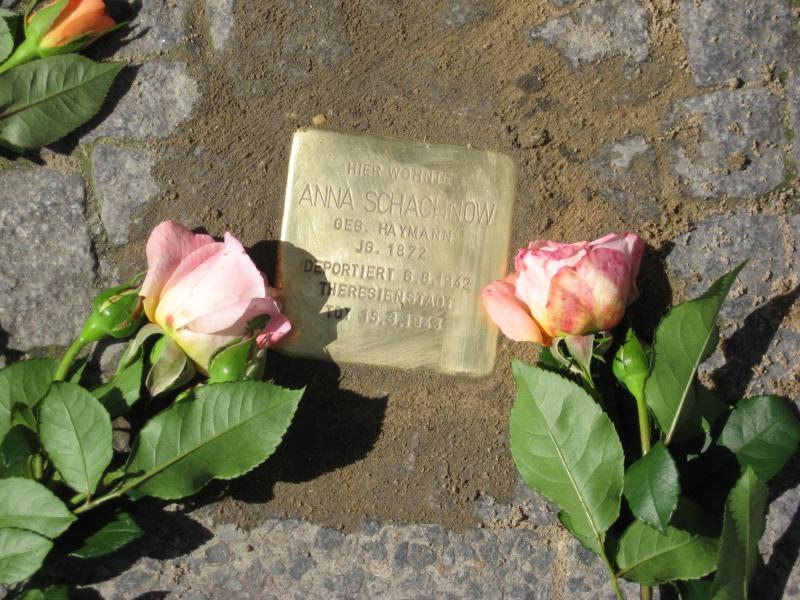 HIER WOHNTE
ANNA SCHACHNOW
GEB. HAYMANN
JG. 1872
DEPORTIERT 6.8.1942
THERESIENSTADT
TOT 15.3.1943